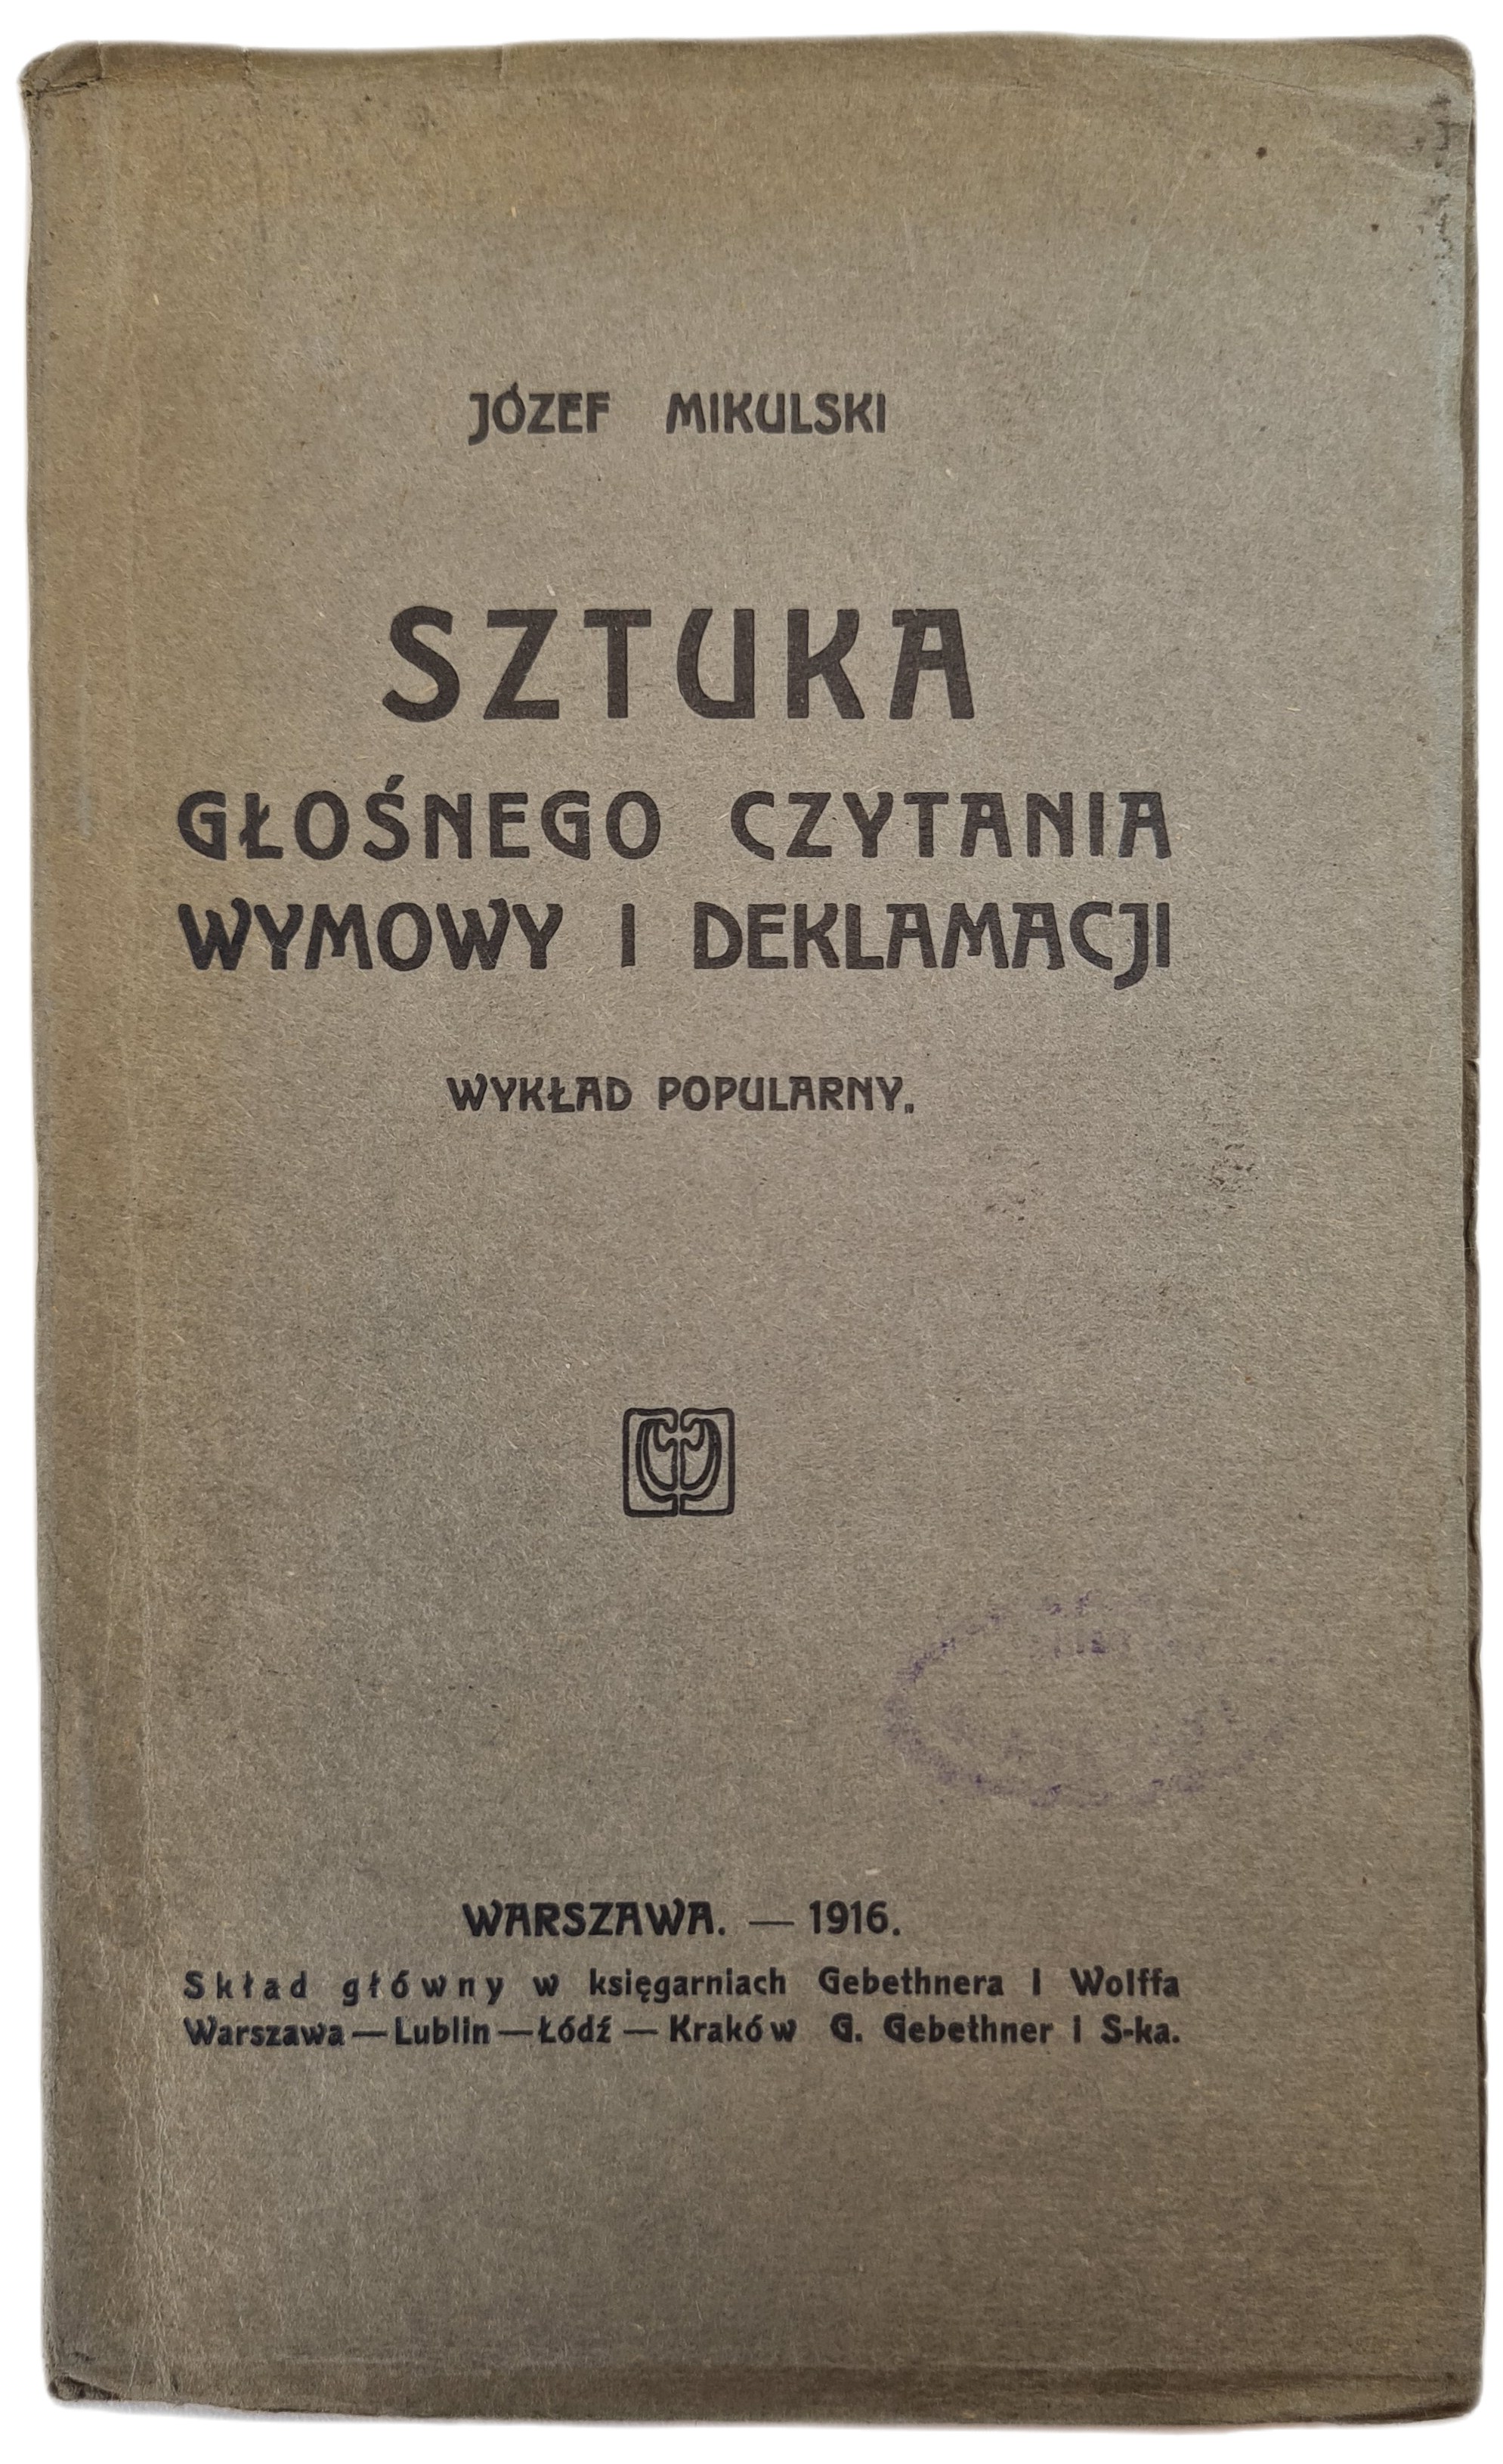 JÓZEF MIKULSKI
SZTUKA
GŁOŚNEGO CZYTANIA
WYMOWY I DEKLAMACJI
WYKŁAD POPULARNY.
WARSZAWA. — 1916.
Skład główny w księgarniach Gebethnera i Wolffa
Warszawa — Lublin — Łódź — Kraków G. Gebethner i S-ka.